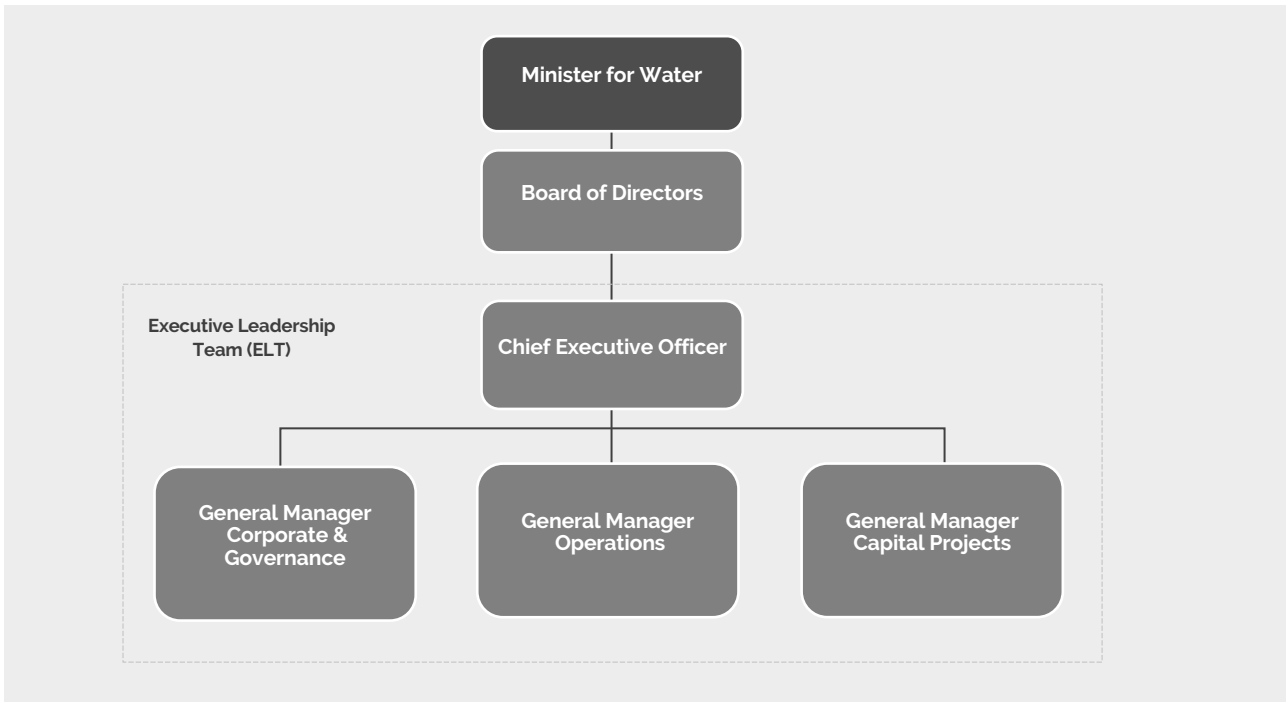 Minister for Water
Board of Directors
Executive Leadership
Team (ELT)
Chief Executive Officer
General Manager
Corporate &
Governance
General Manager
Operations
General Manager
Capital Projects